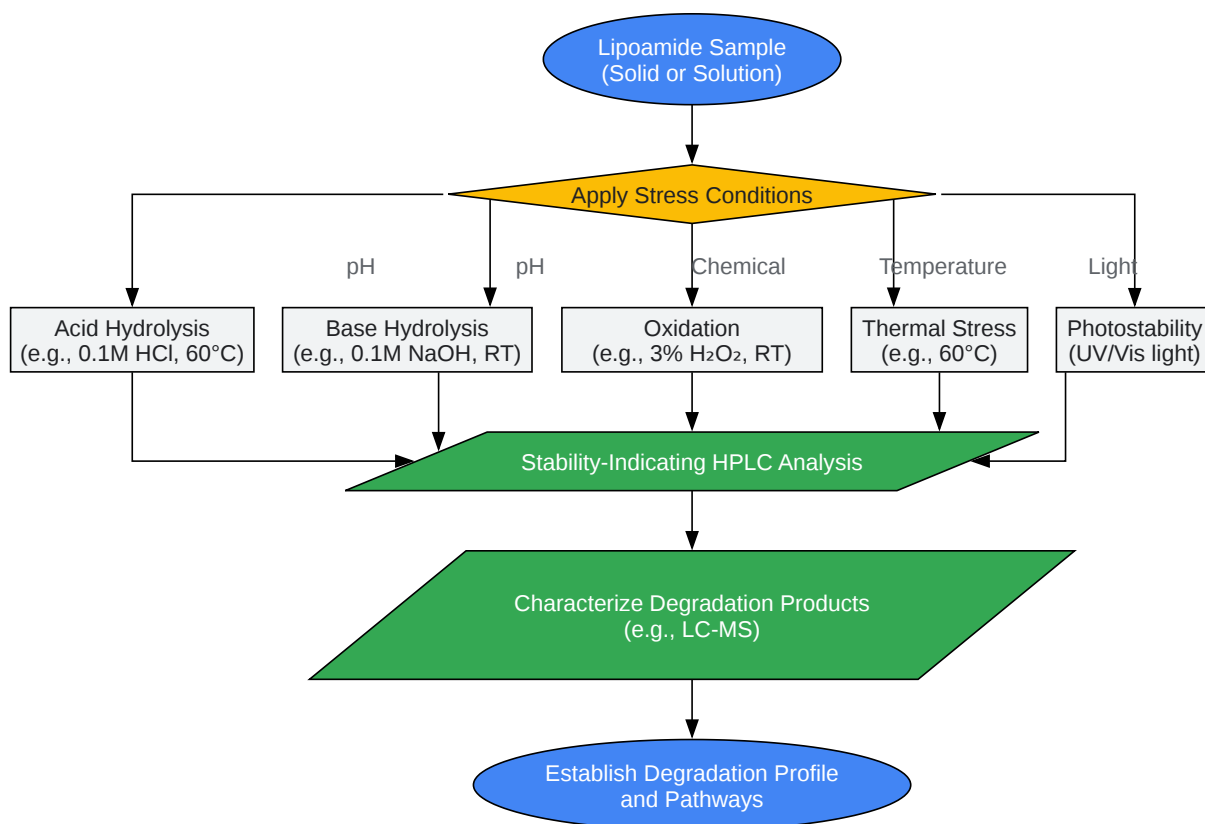 Lipoamide Sample
(Solid or Solution)
Apply Stress Conditions
pH
pH
Chemical
Temperature
Light
Acid Hydrolysis
(e.g., 0.1M HCl, 60°C)
Base Hydrolysis
(e.g., 0.1M NaOH, RT)
Oxidation
(e.g., 3% H₂O₂, RT)
Thermal Stress
(e.g., 60°C)
Photostability
(UV/Vis light)
Stability-Indicating HPLC Analysis
Characterize Degradation Products
(e.g., LC-MS)
Establish Degradation Profile
and Pathways